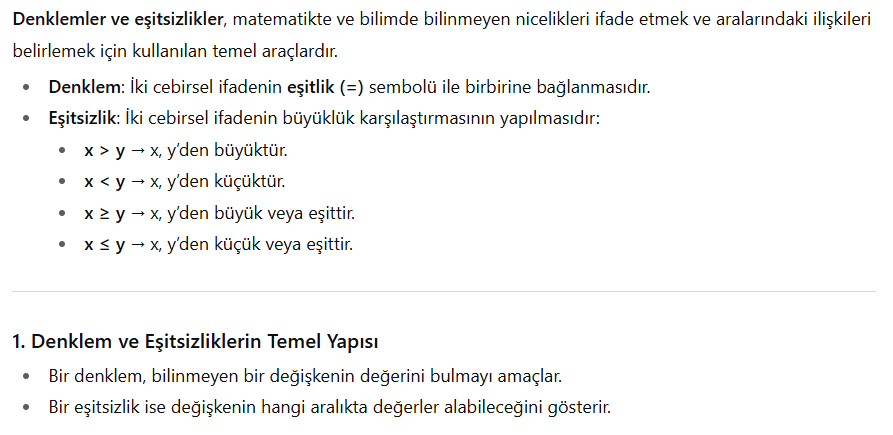 Denklemler ve eşitsizlikler, matematikte ve bilimde bilinmeyen nicelikleri ifade etmek ve aralarındaki ilişkileri
belirlemek için kullanılan temel araçlardır.
• Denklem: İki cebirsel ifadenin eşitlik (=) sembolü ile birbirine bağlanmasıdır.
• Eşitsizlik: İki cebirsel ifadenin büyüklük karşılaştırmasının yapılmasıdır:
• x > y → x, y’den büyüktür.
• x < y → x, y’den küçüktür.
• x ≥ y → x, y’den büyük veya eşittir.
• x ≤ y → x, y’den küçük veya eşittir.
1. Denklem ve Eşitsizliklerin Temel Yapısı
• Bir denklem, bilinmeyen bir değişkenin değerini bulmayı amaçlar.
• Bir eşitsizlik ise değişkenin hangi aralıkta değerler alabileceğini gösterir.